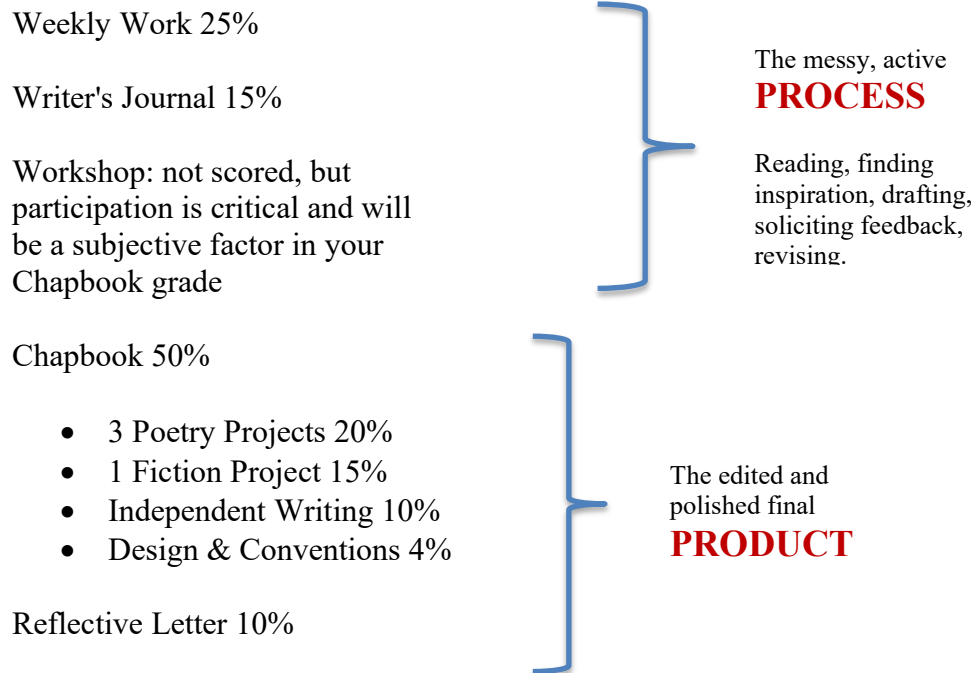 Weekly Work 25%
Writer's Journal 15%
Workshop: not scored, but
participation is critical and will
be a subjective factor in your
Chapbook grade
The messy, active
PROCESS
Reading, finding
inspiration, drafting,
soliciting feedback,
revising.
Chapbook 50%
• 3 Poetry Projects 20%
• 1 Fiction Project 15%
• Independent Writing 10%
• Design & Conventions 4%
Reflective Letter 10%
The edited and
polished final
PRODUCT